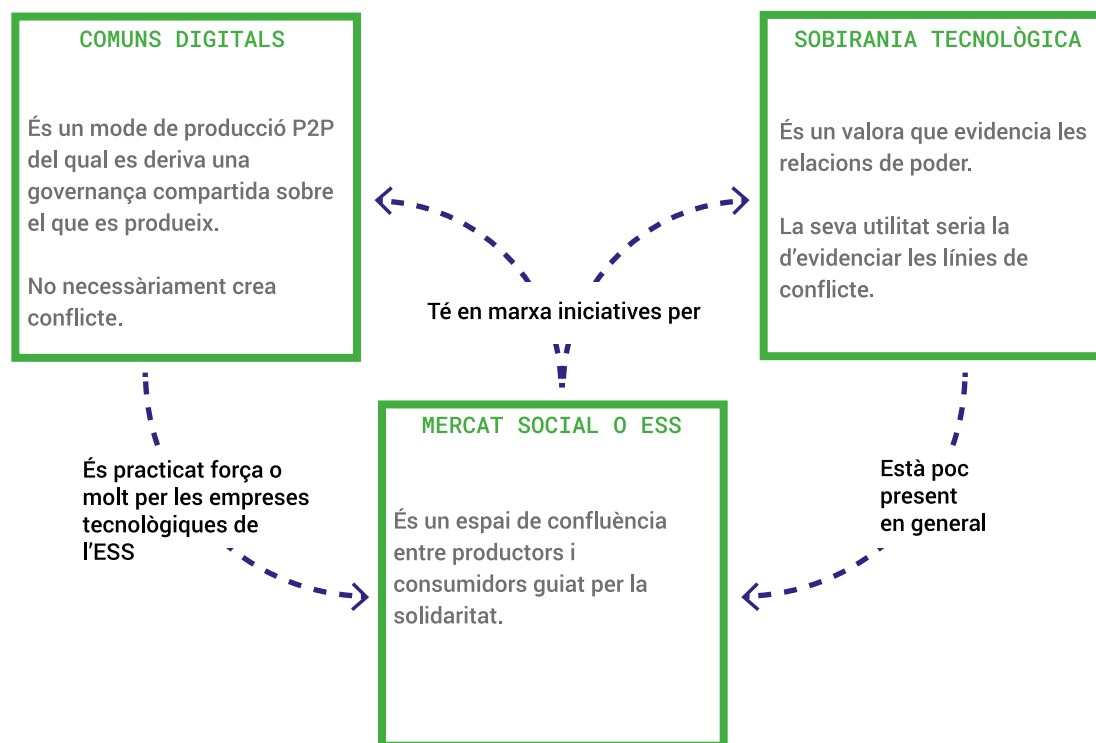 COMUNS DIGITALS
És un mode de producció P2P
del qual es deriva una
governança compartida sobre
el que es produeix.
No necessàriament crea
conflicte.
SOBIRANIA TECNOLÒGICA
És un valora que evidencia les
relacions de poder.
La seva utilitat seria la
d'evidenciar les línies de
conflicte.
Té en marxa iniciatives per
És practicat força o
molt per les empreses
tecnològiques de
l'ESS
MERCAT SOCIAL O ESS
És un espai de confluència
entre productors i
consumidors guiat per la
solidaritat.
Està poc
present
en general